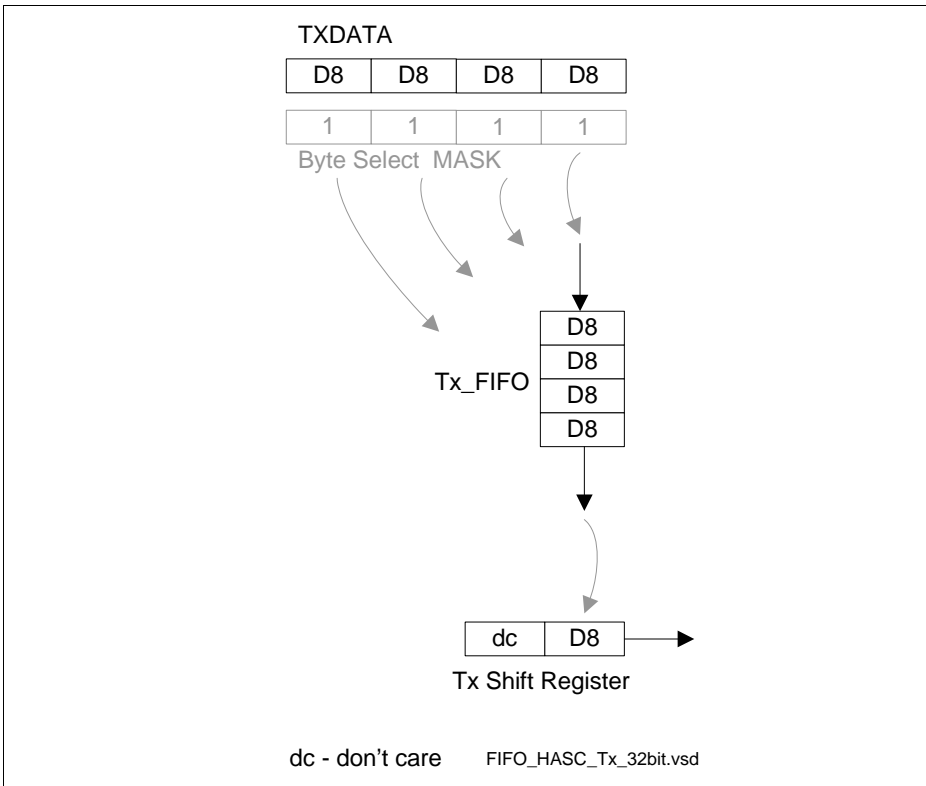 TXDATA
D8 D8 D8 D8
1 1 1 1
Byte Select MASK
D8
D8
Tx_FIFO
D8
D8
dc D8
Tx Shift Register
dc - don't care FIFO_HASC_Tx_32bit.vsd